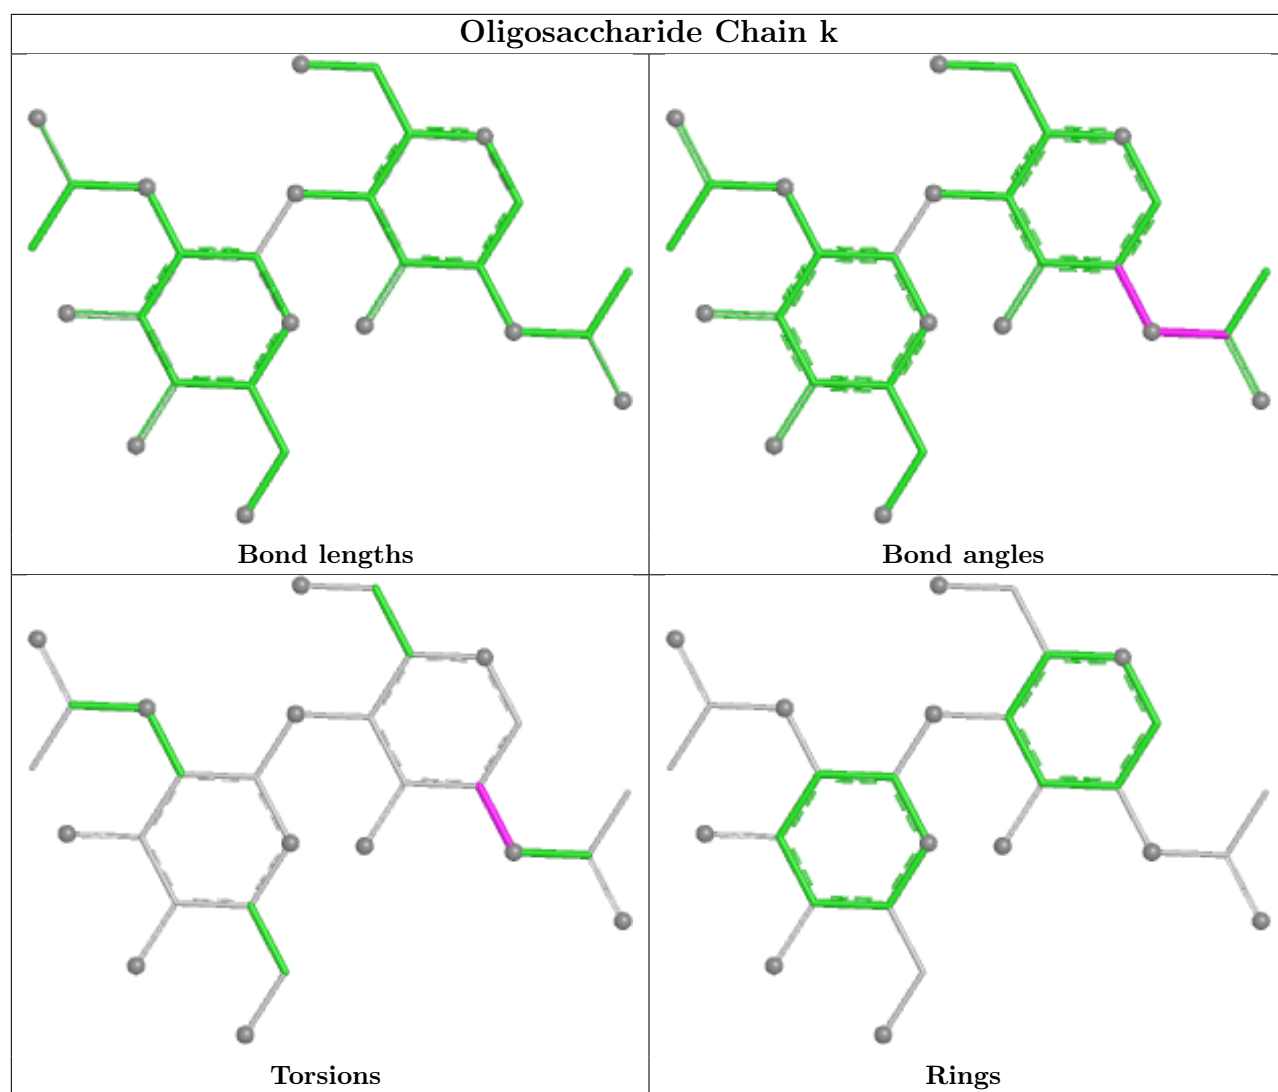 Oligosaccharide Chain k
Bond lengths
Bond angles
Torsions
Rings